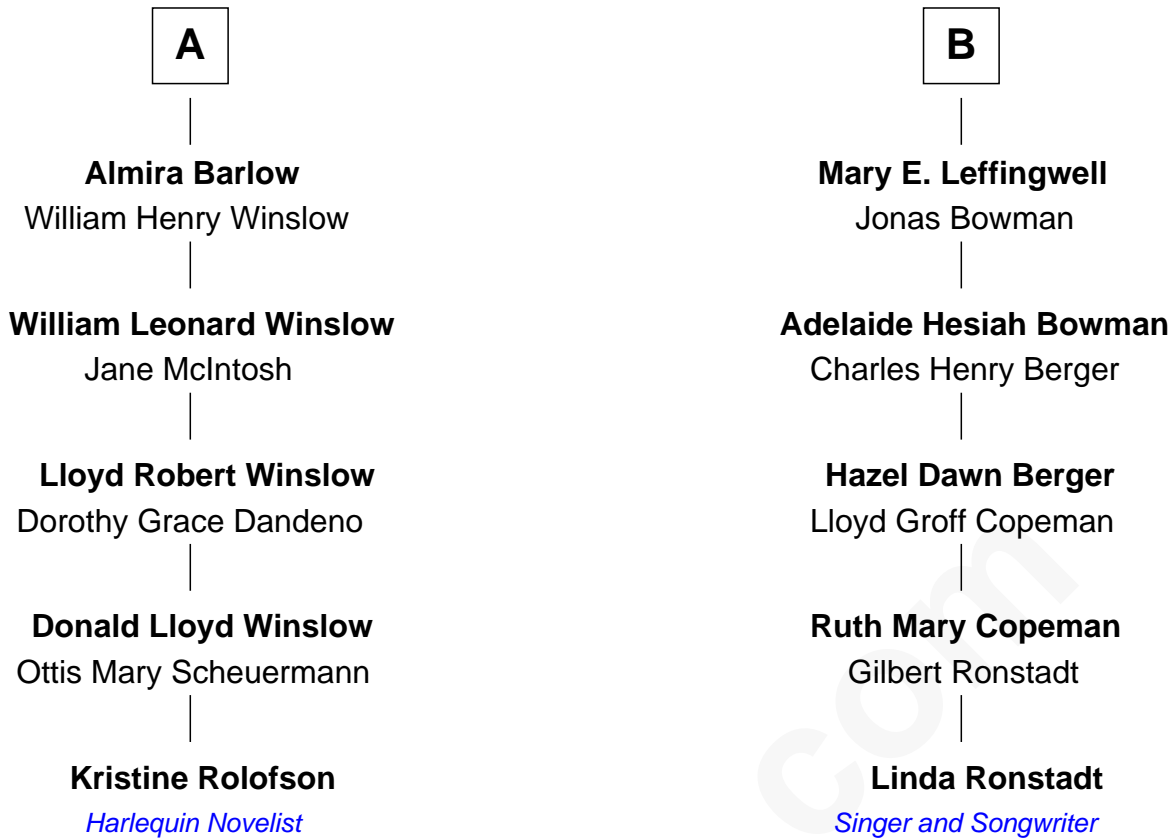 A
Almira Barlow
William Henry Winslow
William Leonard Winslow
Jane McIntosh
Lloyd Robert Winslow
Dorothy Grace Dandeno
Donald Lloyd Winslow
Ottis Mary Scheuermann
Kristine Rolofson
Harlequin Novelist
B
Mary E. Leffingwell
Jonas Bowman
Adelaide Hesiah Bowman
Charles Henry Berger
Hazel Dawn Berger
Lloyd Groff Copeman
Ruth Mary Copeman
Gilbert Ronstadt
Linda Ronstadt
Singer and Songwriter
com